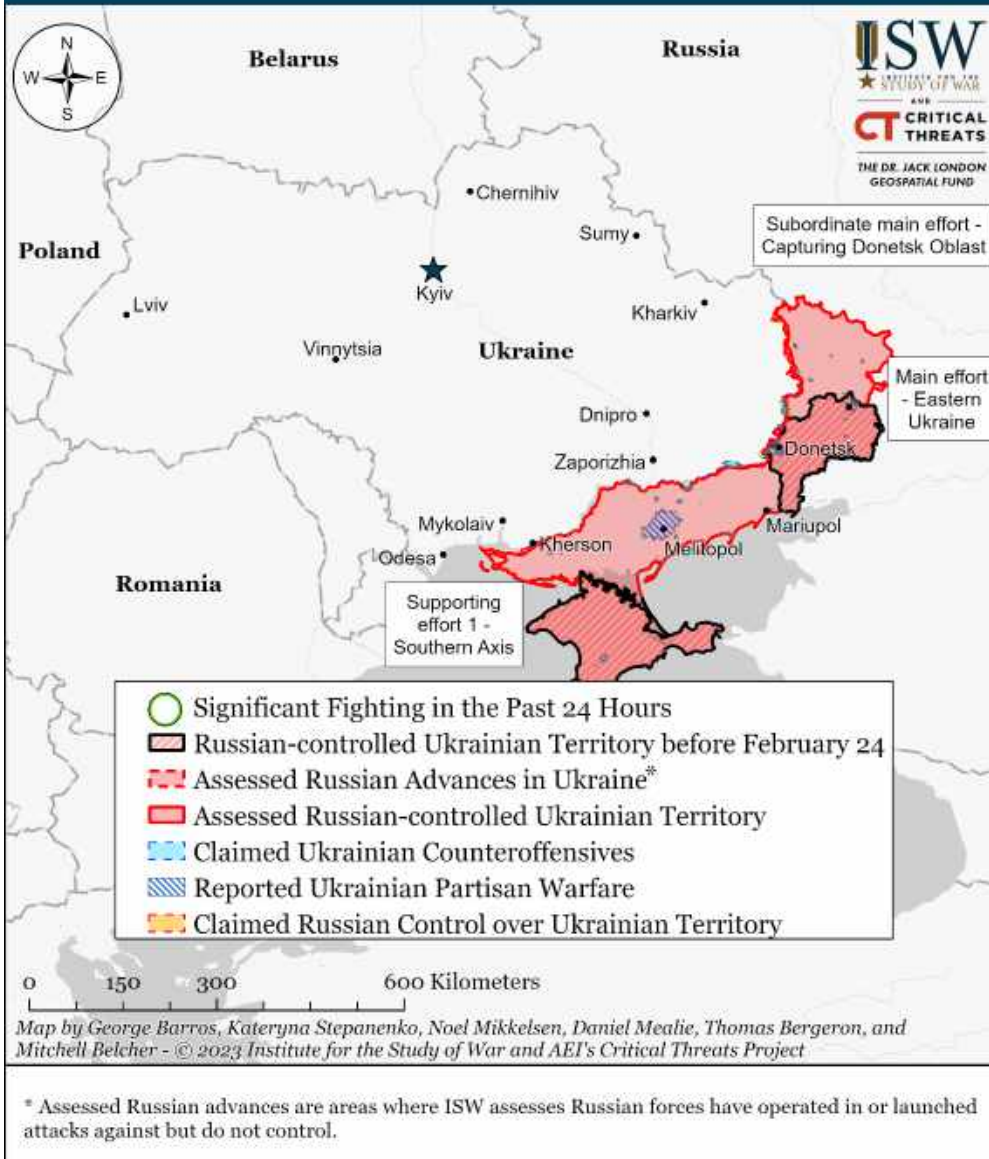 N
W E
S
Belarus
Russia
ISW
INSTITUTE FOR THE
STUDY OF WAR
AND
CT CRITICAL
THREATS
THE DR. JACK LONDON
GEOSPATIAL FUND
Chernihiv
Sumy
Subordinate main effort -
Capturing Donetsk Oblast
Poland
Kyiv
Lviv
Kharkiv
Vinnytsia
Ukraine
Main effort
- Eastern
Ukraine
Dnipro
Donetsk
Zaporizhia
Mykolaiv
Mariupol
Kherson
Melitopol
Odesa
Romania
Supporting
effort 1 -
Southern Axis
Significant Fighting in the Past 24 Hours
Russian-controlled Ukrainian Territory before February 24
Assessed Russian Advances in Ukraine*
Assessed Russian-controlled Ukrainian Territory
Claimed Ukrainian Counteroffensives
Reported Ukrainian Partisan Warfare
Claimed Russian Control over Ukrainian Territory
0 150 300 600 Kilometers
Map by George Barros, Kateryna Stepanenko, Noel Mikkelsen, Daniel Mealie, Thomas Bergeron, and
Mitchell Belcher - © 2023 Institute for the Study of War and AEI's Critical Threats Project
* Assessed Russian advances are areas where ISW assesses Russian forces have operated in or launched
attacks against but do not control.